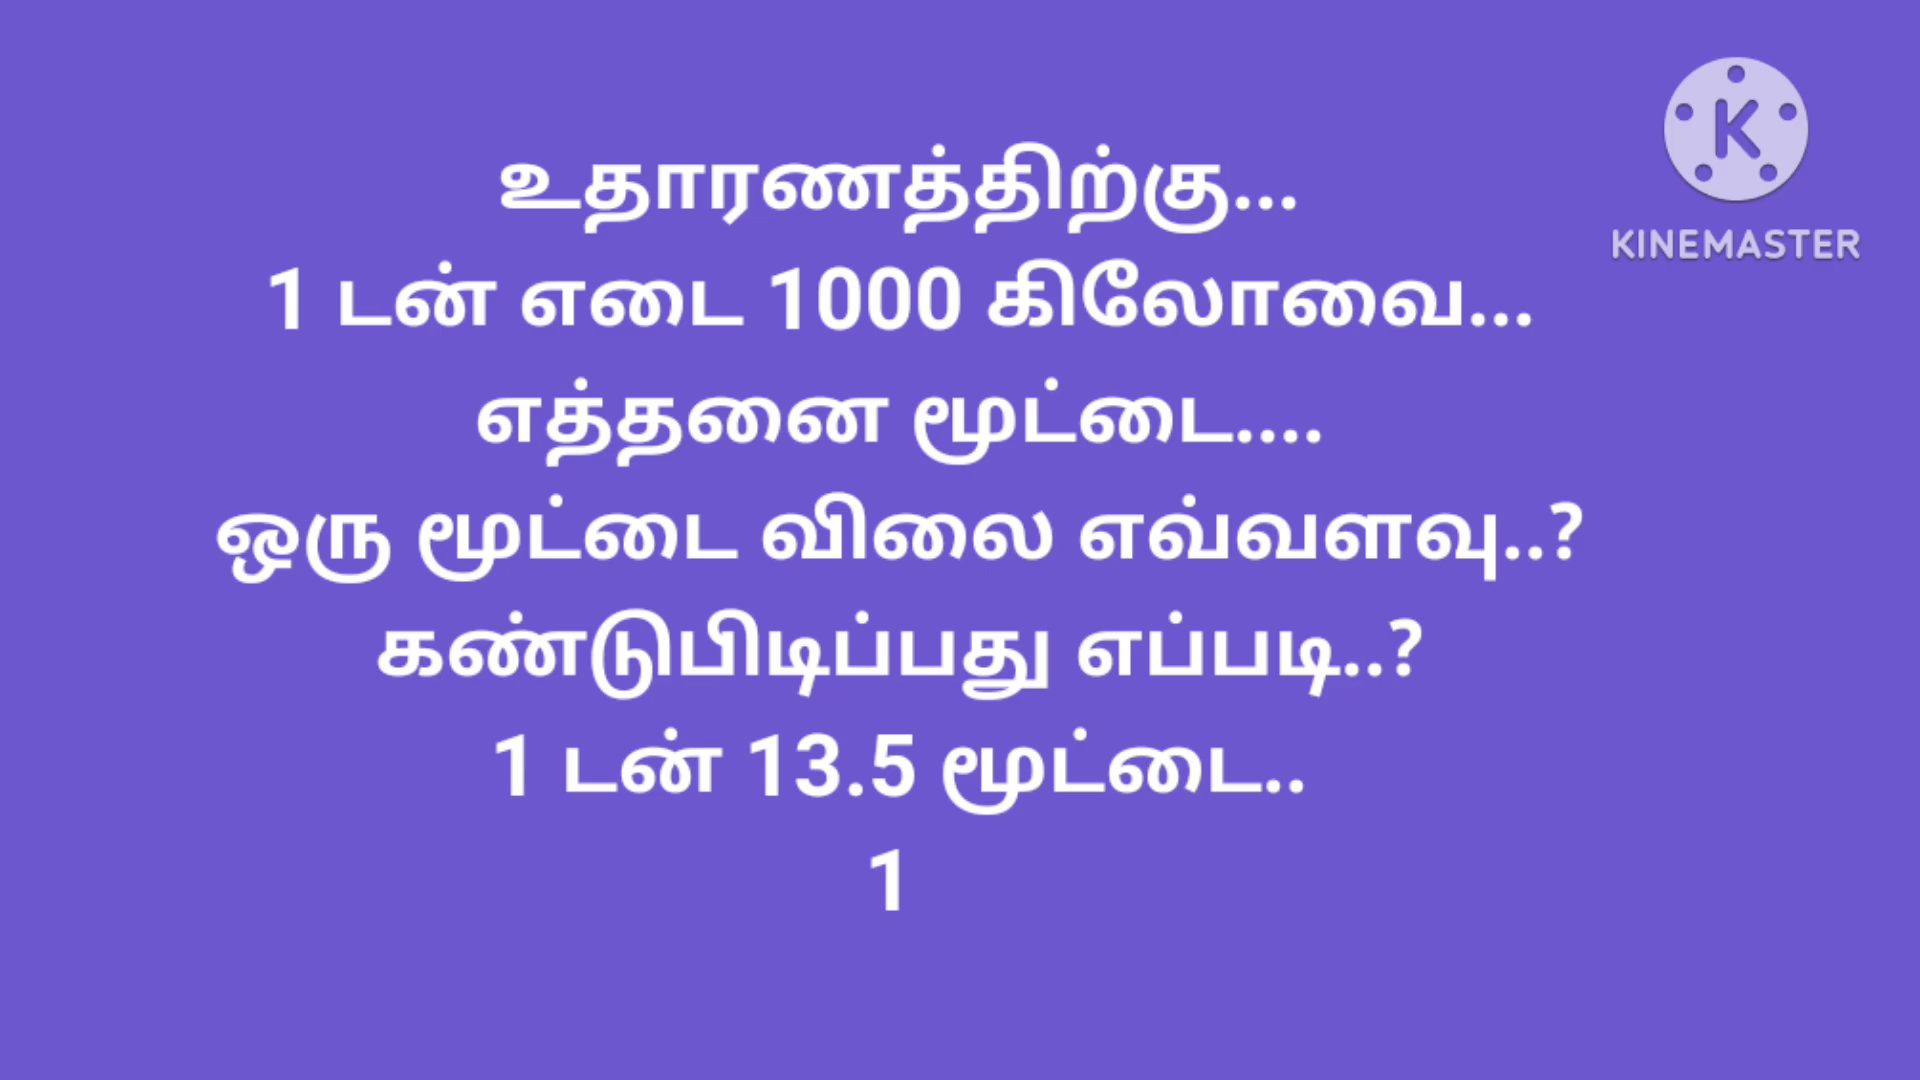 உதாரணத்திற்கு...
1 டன் எடை 1000 கிலோவை...
எத்தனை மூட்டை....
ஒரு மூட்டை விலை எவ்வளவு..?
கண்டுபிடிப்பது எப்படி..?
1 டன் 13.5 மூட்டை..
1
K
KINEMASTER